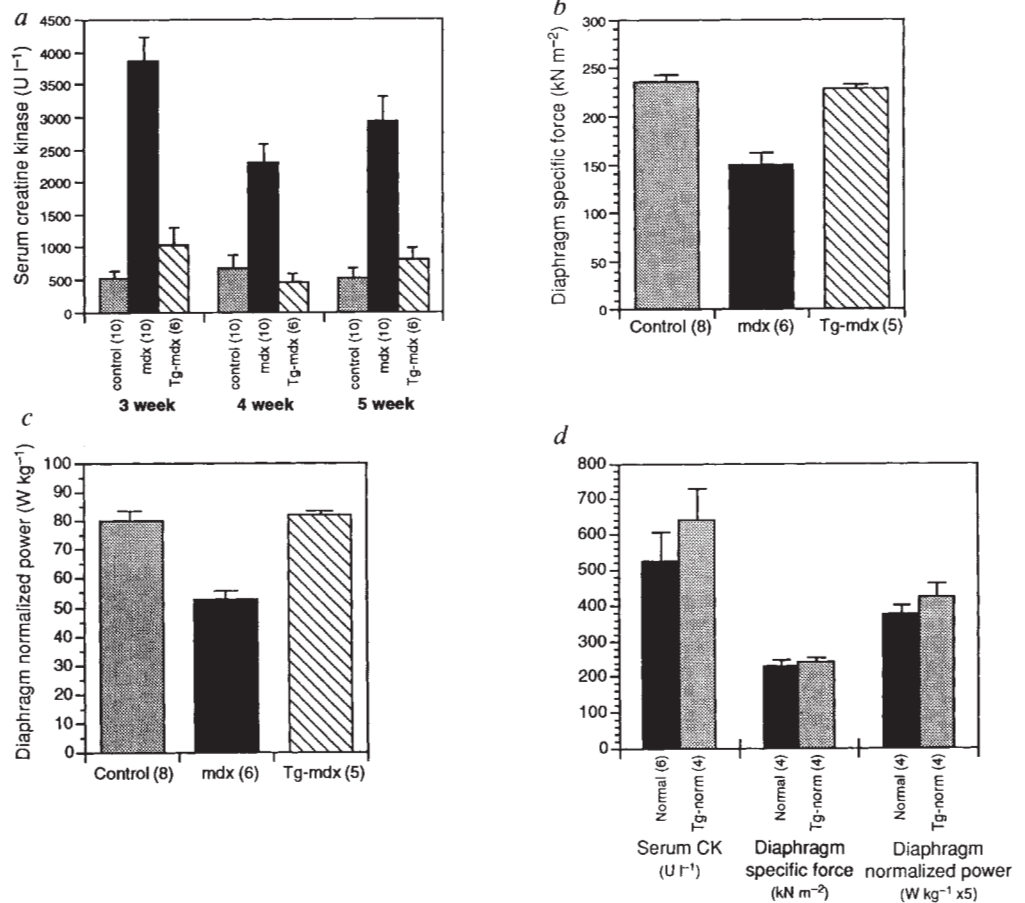 a
Serum creatine kinase (U l⁻¹)
4500
4000
3500
3000
2500
2000
1500
1000
500
0
control (10)
mdx (10)
Tg-mdx (6)
control (10)
mdx (10)
Tg-mdx (6)
control (10)
mdx (10)
Tg-mdx (6)
3 week
4 week
5 week
b
Diaphragm specific force (kN m⁻²)
300
250
200
150
100
50
0
Control (8)
mdx (6)
Tg-mdx (5)
c
Diaphragm normalized power (W kg⁻¹)
100
90
80
70
60
50
40
30
20
10
0
Control (8)
mdx (6)
Tg-mdx (5)
d
800
700
600
500
400
300
200
100
0
Normal (6)
Tg-norm (4)
Normal (4)
Tg-norm (4)
Normal (4)
Tg-norm (4)
Serum CK
(U l⁻¹)
Diaphragm
specific force
(kN m⁻²)
Diaphragm
normalized power
(W kg⁻¹ x5)